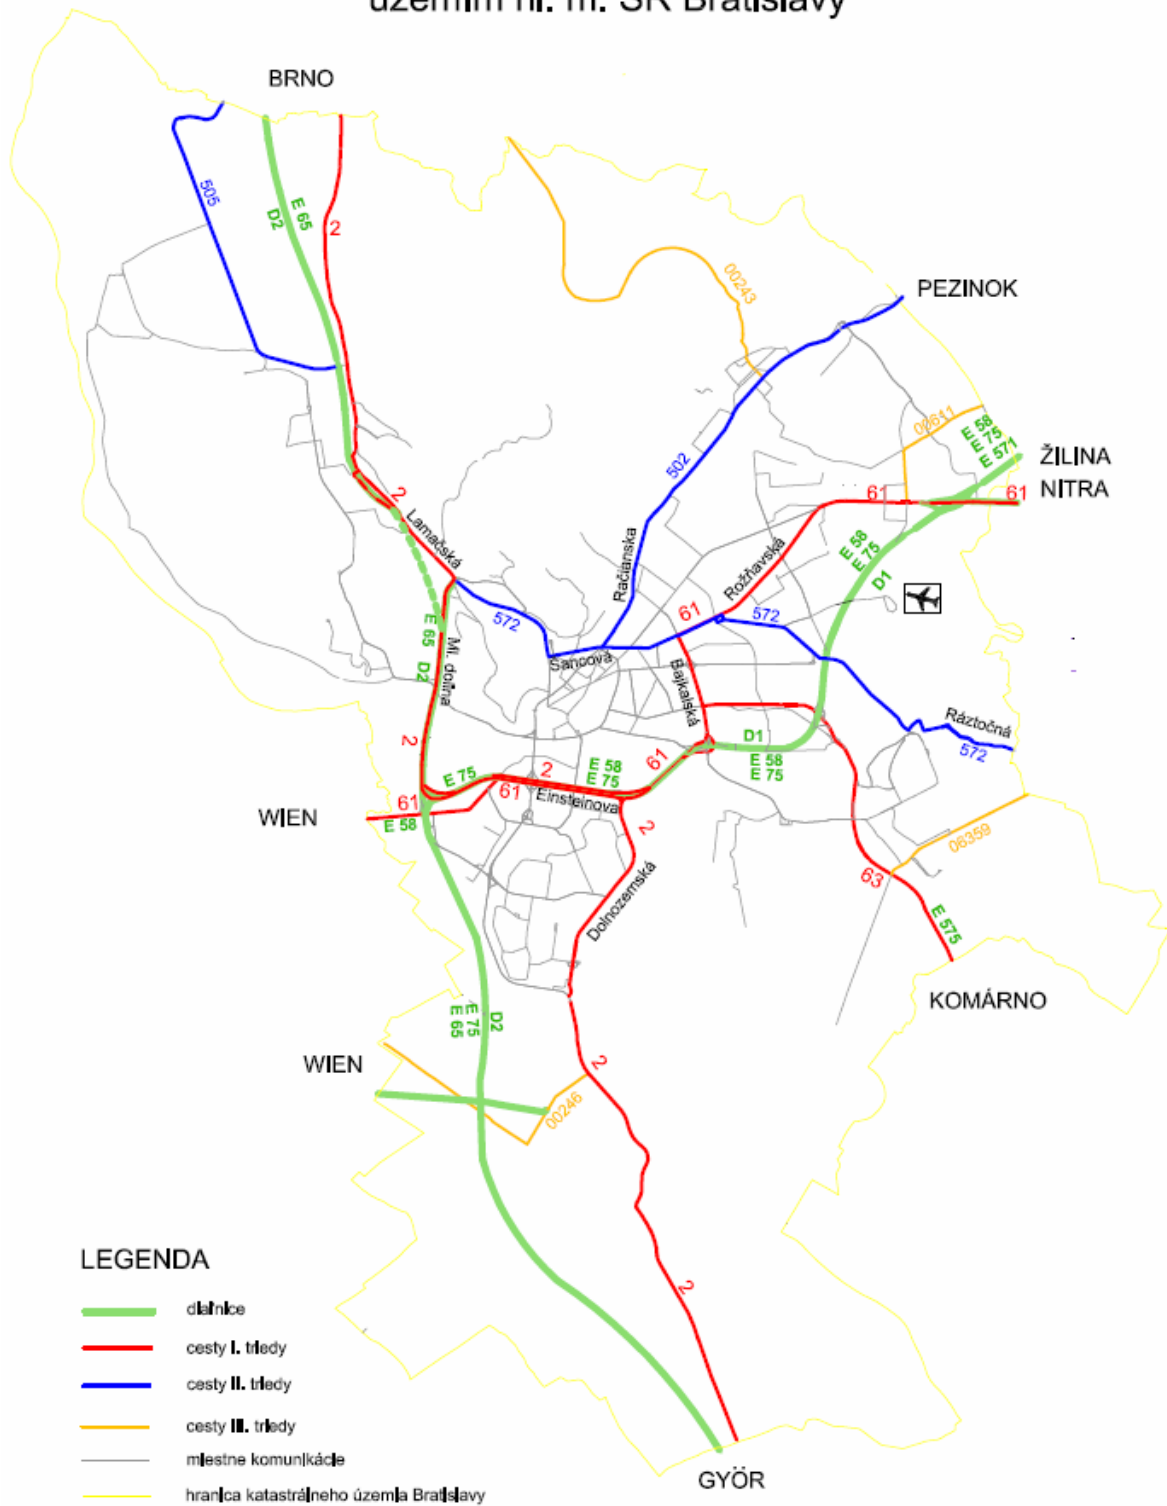 územím hl. m. SR Bratislavy
BRNO
505
D2
E 65
2
00243
PEZINOK
00611
E 58
E 75
E 571
ŽILINA
NITRA
61
61
502
2
Lamačská
Račianska
Rožňavská
E 58
E 75
D1
61
572
572
Šancová
E 65
D2
Ml. dolina
Bajkalská
Ráztočná
572
2
D1
E 58
E 75
E 75
2
E 58
E 75
61
61
61
Einsteinova
WIEN
E 58
2
Dolnozemská
06359
63
E 575
KOMÁRNO
E 75
E 65
D2
WIEN
2
00246
2
GYÖR
LEGENDA
diaľnice
cesty I. triedy
cesty II. triedy
cesty III. triedy
miestne komunikácie
hranica katastrálneho územia Bratislavy